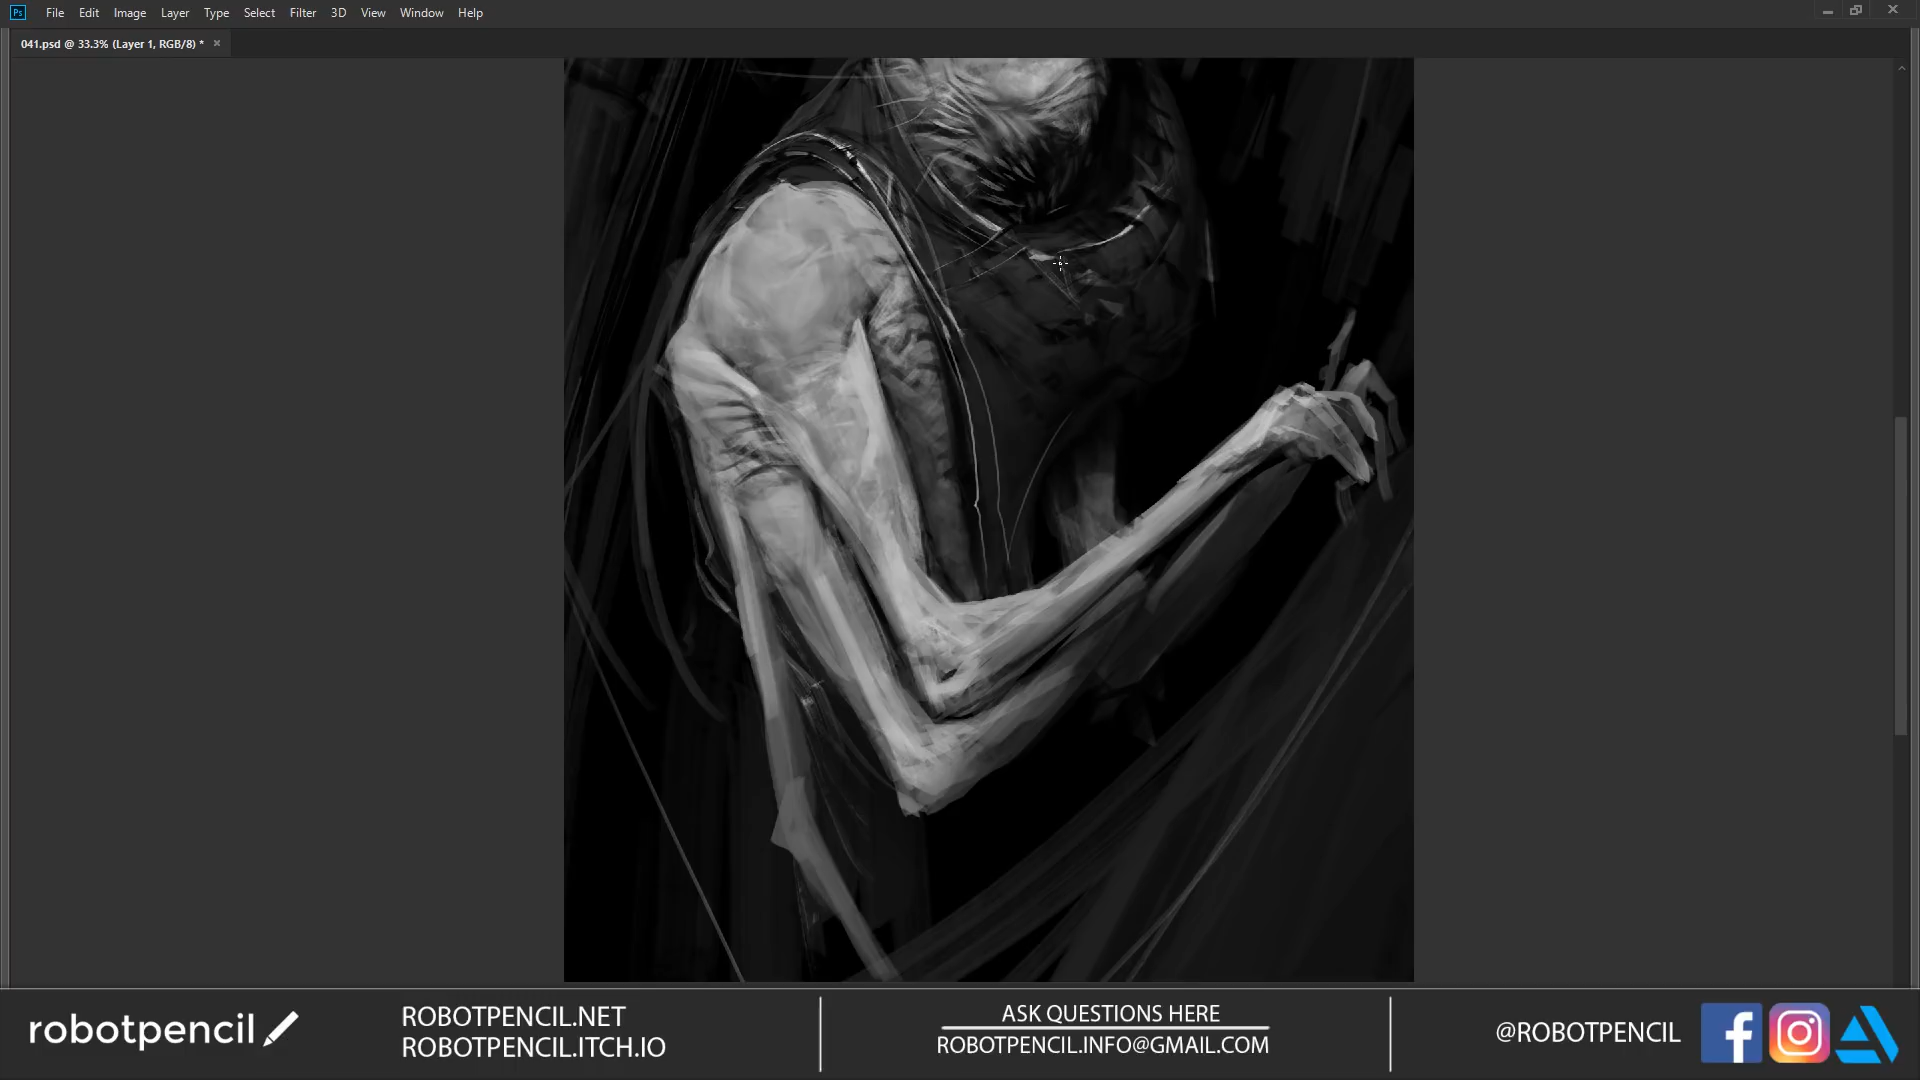 Ps File Edit Image Layer Type Select Filter 3D View Window Help
041.psd @ 33.3% (Layer 1, RGB/8) *
robotpencil
ROBOTPENCIL.NET
ROBOTPENCIL.ITCH.IO
ASK QUESTIONS HERE
ROBOTPENCIL.INFO@GMAIL.COM
@ROBOTPENCIL